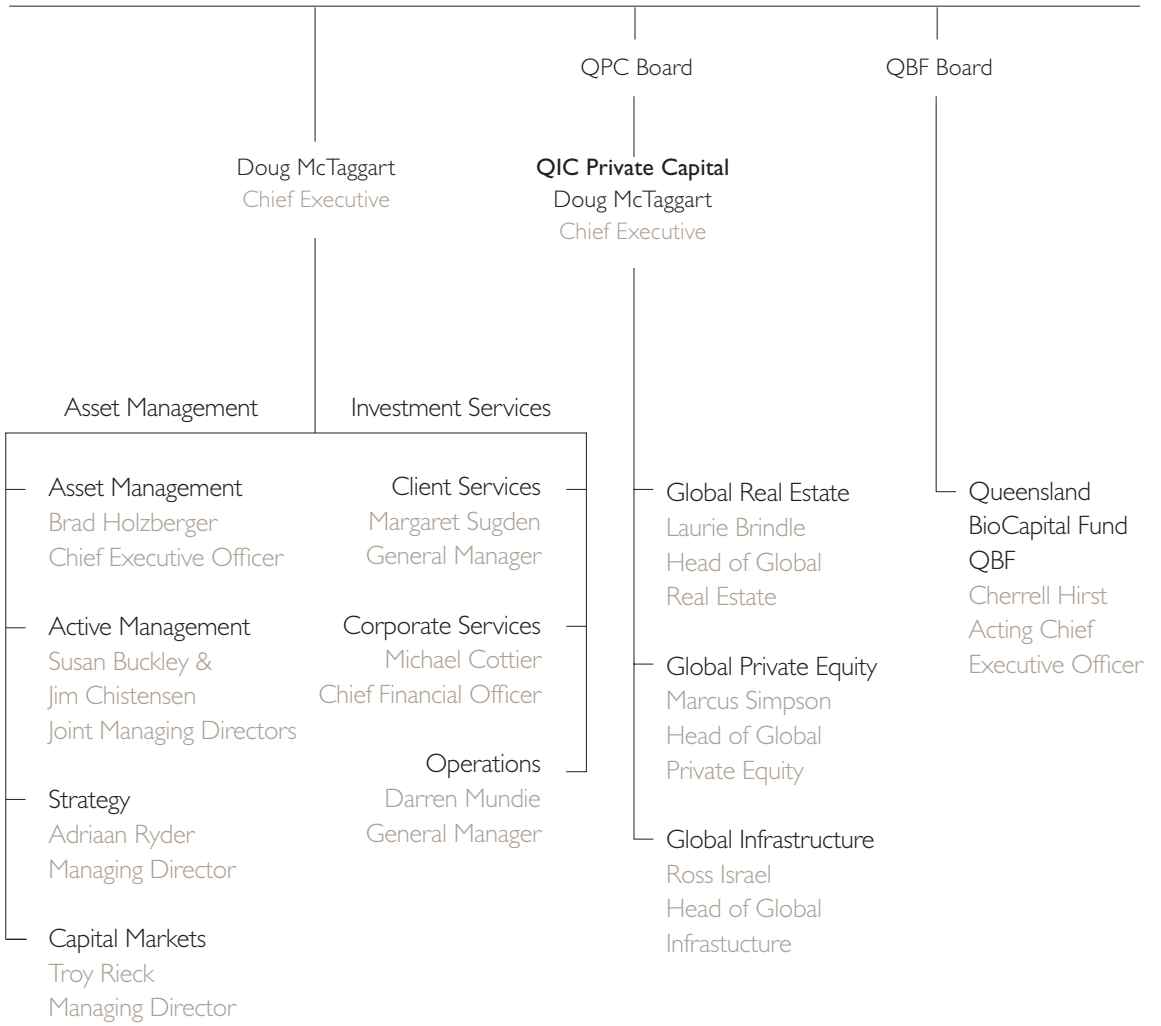 QPC Board
QBF Board
Doug McTaggart
Chief Executive
QIC Private Capital
Doug McTaggart
Chief Executive
Asset Management
Investment Services
Asset Management
Brad Holzberger
Chief Executive Officer
Active Management
Susan Buckley &
Jim Chistensen
Joint Managing Directors
Strategy
Adriaan Ryder
Managing Director
Capital Markets
Troy Rieck
Managing Director
Client Services
Margaret Sugden
General Manager
Corporate Services
Michael Cottier
Chief Financial Officer
Operations
Darren Mundie
General Manager
Global Real Estate
Laurie Brindle
Head of Global
Real Estate
Global Private Equity
Marcus Simpson
Head of Global
Private Equity
Global Infrastructure
Ross Israel
Head of Global
Infrastucture
Queensland
BioCapital Fund
QBF
Cherrell Hirst
Acting Chief
Executive Officer